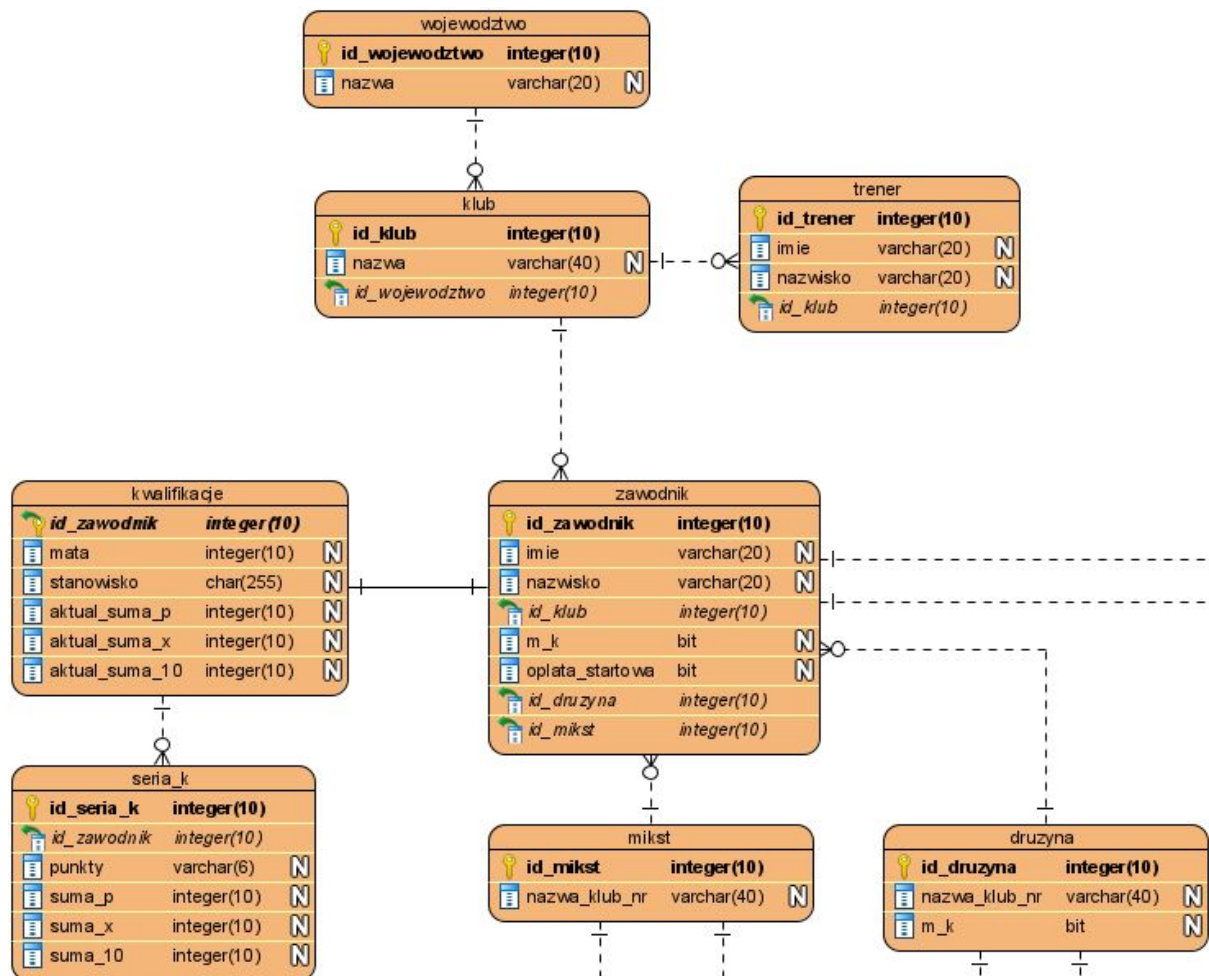 wojewodztwo
id_wojewodztwo integer(10)
nazwa varchar(20) N
klub
id_klub integer(10)
nazwa varchar(40) N
id_wojewodztwo integer(10)
trener
id_trener integer(10)
imie varchar(20) N
nazwisko varchar(20) N
id_klub integer(10)
kwalifikacje
id_zawodnik integer(10)
mata integer(10) N
stanowisko char(255) N
aktual_suma_p integer(10) N
aktual_suma_x integer(10) N
aktual_suma_10 integer(10) N
zawodnik
id_zawodnik integer(10)
imie varchar(20) N
nazwisko varchar(20) N
id_klub integer(10)
m_k bit N
oplata_startowa bit N
id_druzyna integer(10)
id_mikst integer(10)
seria_k
id_seria_k integer(10)
id_zawodnik integer(10)
punkty varchar(6) N
suma_p integer(10) N
suma_x integer(10) N
suma_10 integer(10) N
mikst
id_mikst integer(10)
nazwa_klub_nr varchar(40) N
druzyna
id_druzyna integer(10)
nazwa_klub_nr varchar(40) N
m_k bit N